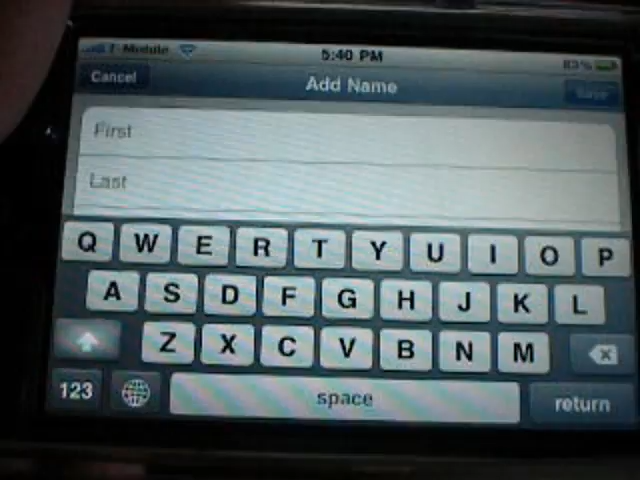 T-Mobile 5:40 PM 83%
Cancel Add Name Save
First
Last
Q W E R T Y U I O P
A S D F G H J K L
Z X C V B N M
123 space return